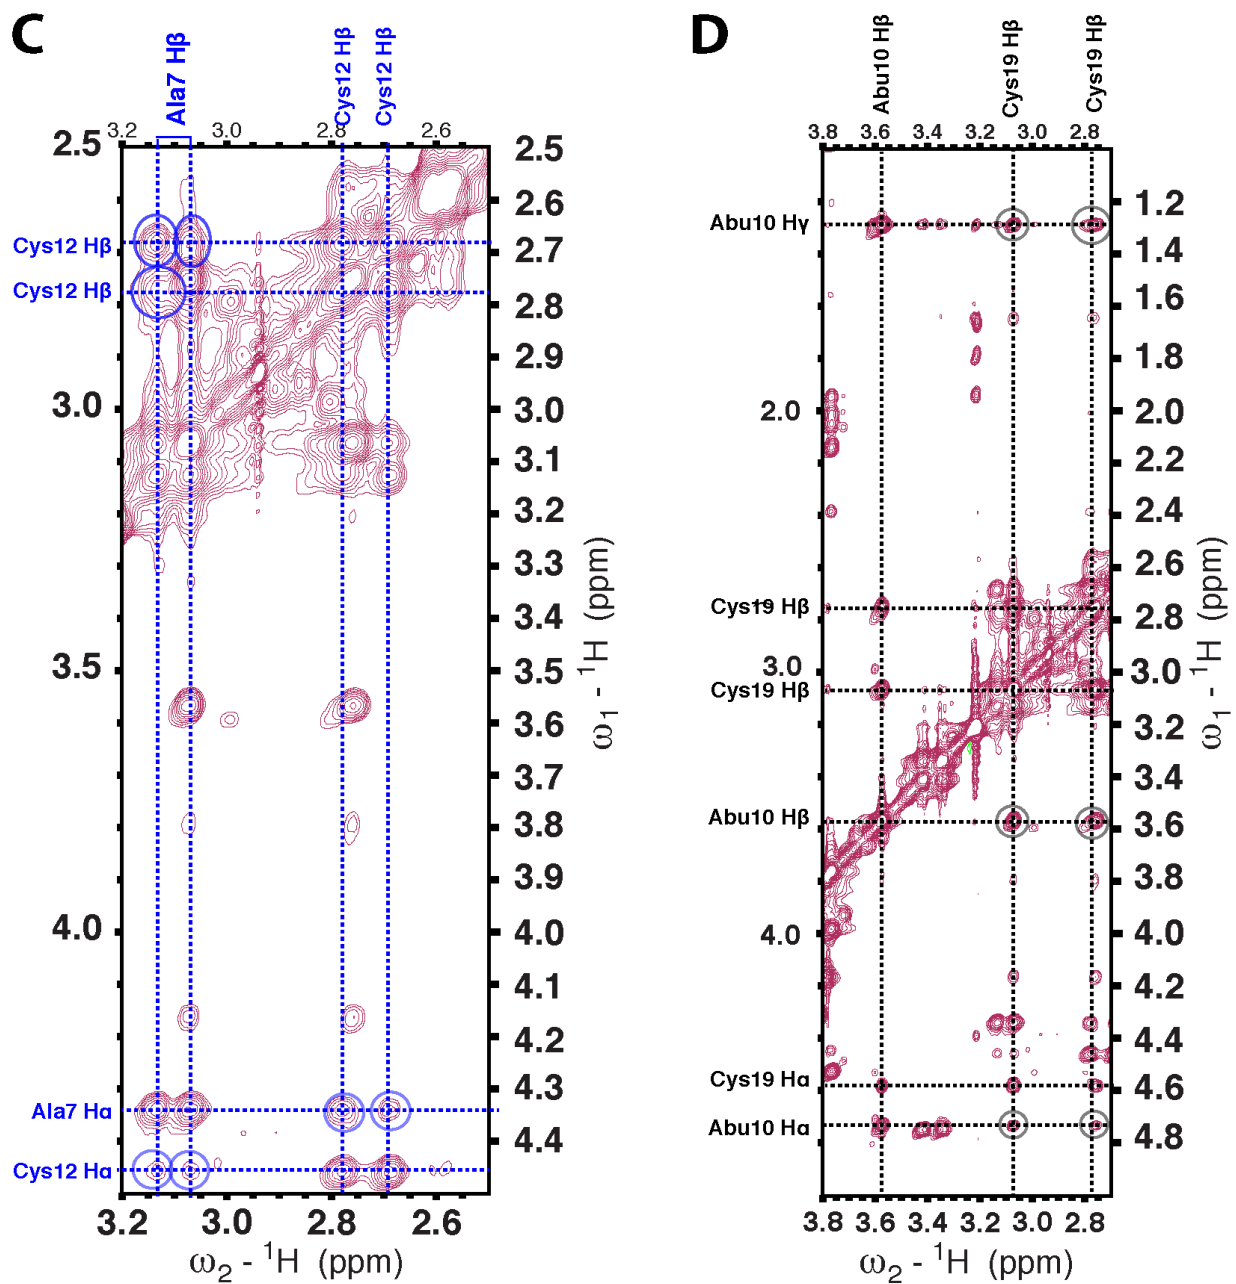 C
Ala7 Hβ
Cys12 Hβ
Cys12 Hβ
3.2 3.0 2.8 2.6
2.5
3.0
3.5
4.0
2.5
2.6
2.7
2.8
2.9
3.0
3.1
3.2
3.3
3.4
3.5
3.6
3.7
3.8
3.9
4.0
4.1
4.2
4.3
4.4
Cys12 Hβ
Cys12 Hβ
Ala7 Hα
Cys12 Hα
ω1 - 1H (ppm)
3.2 3.0 2.8 2.6
ω2 - 1H (ppm)
D
Abu10 Hβ
Cys19 Hβ
Cys19 Hβ
3.8 3.6 3.4 3.2 3.0 2.8
Abu10 Hγ
2.0
Cys19 Hβ
3.0
Cys19 Hβ
Abu10 Hβ
4.0
Cys19 Hα
Abu10 Hα
1.2
1.4
1.6
1.8
2.0
2.2
2.4
2.6
2.8
3.0
3.2
3.4
3.6
3.8
4.0
4.2
4.4
4.6
4.8
ω1 - 1H (ppm)
3.8 3.6 3.4 3.2 3.0 2.8
ω2 - 1H (ppm)